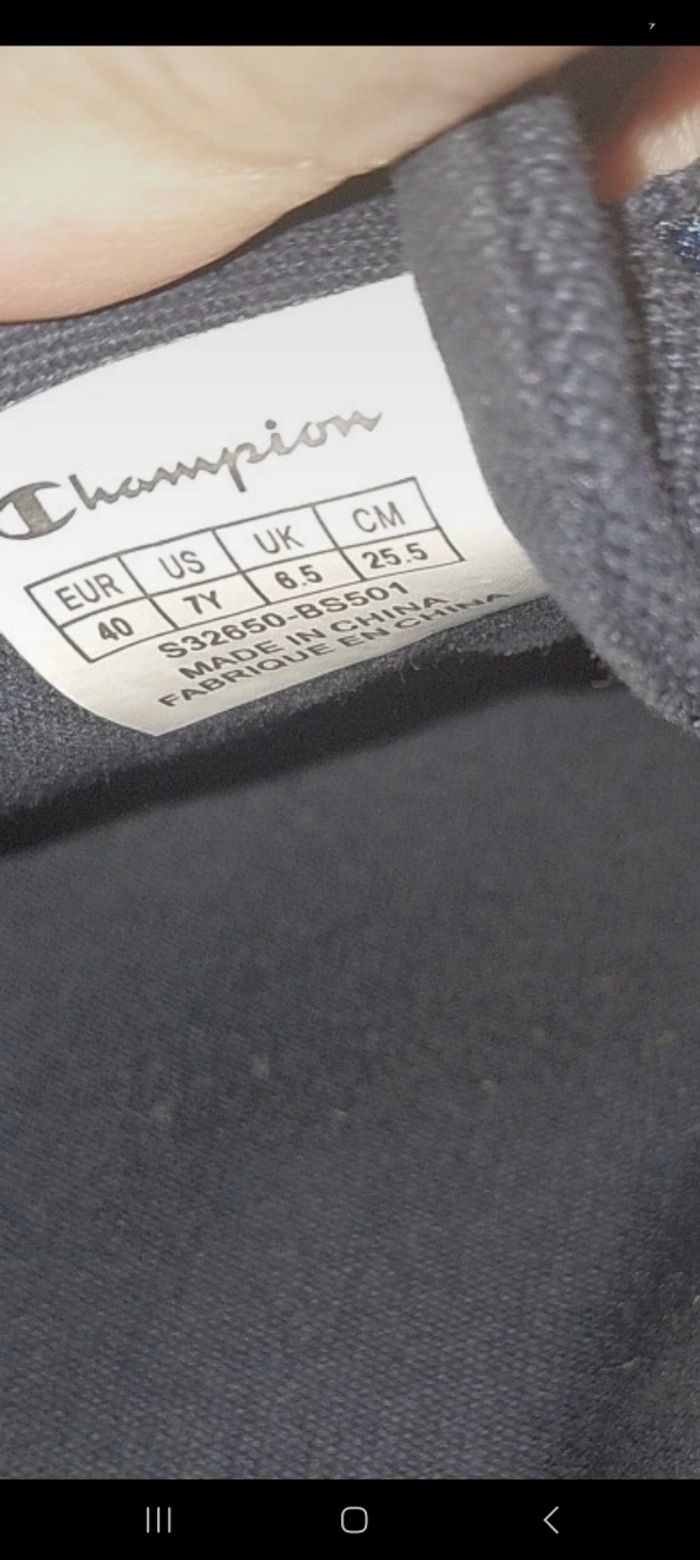 Champion
EUR US UK CM
40 7Y 6.5 25.5
S32650-BS501
MADE IN CHINA
FABRIQUE EN CHINA